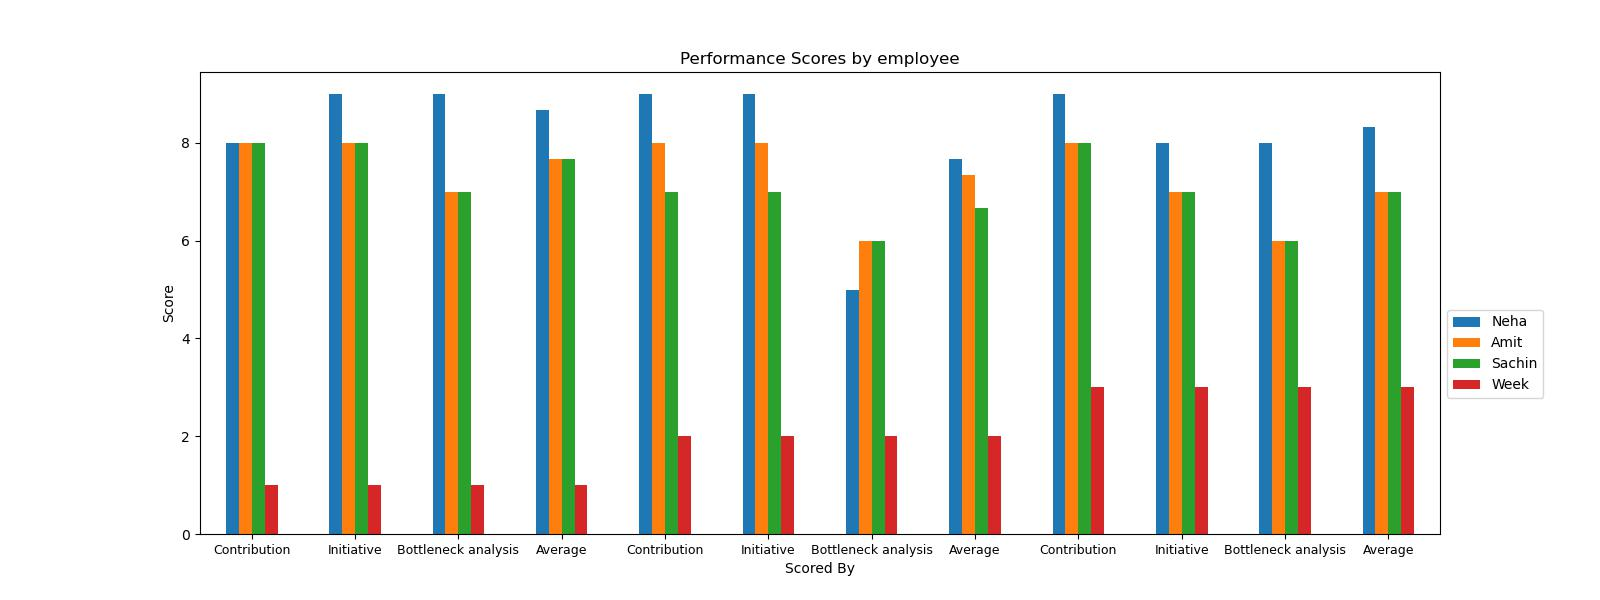 Performance Scores by employee
Score
8
6
4
2
0
Contribution Initiative Bottleneck analysis Average Contribution Initiative Bottleneck analysis Average Contribution Initiative Bottleneck analysis Average
Scored By
Neha
Amit
Sachin
Week